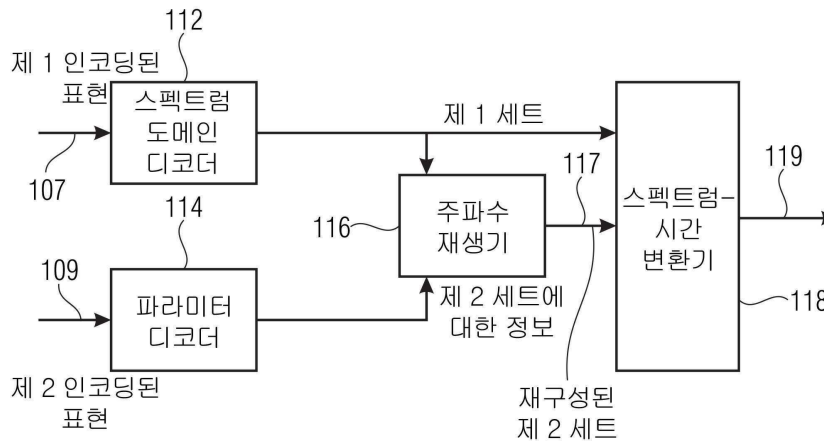 112
제 1 인코딩된
표현
스펙트럼
도메인
디코더
107
제 1 세트
117
119
114
116
주파수
재생기
스펙트럼-
시간
변환기
109
파라미터
디코더
제 2 세트에
대한 정보
118
제 2 인코딩된
표현
재구성된
제 2 세트